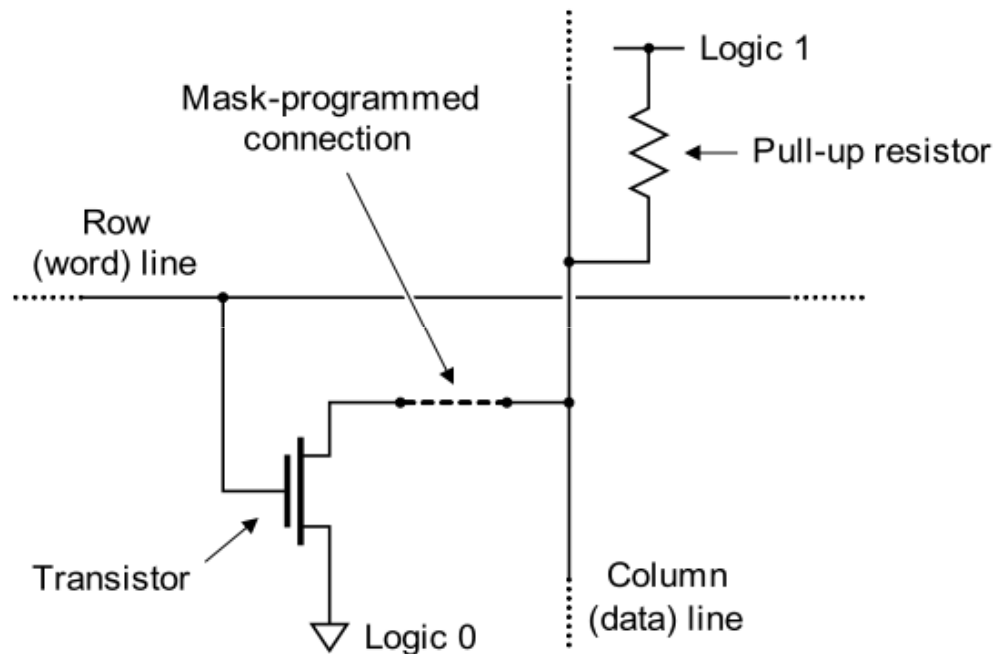 Logic 1
Mask-programmed
connection
Pull-up resistor
Row
(word) line
Transistor
Column
(data) line
Logic 0